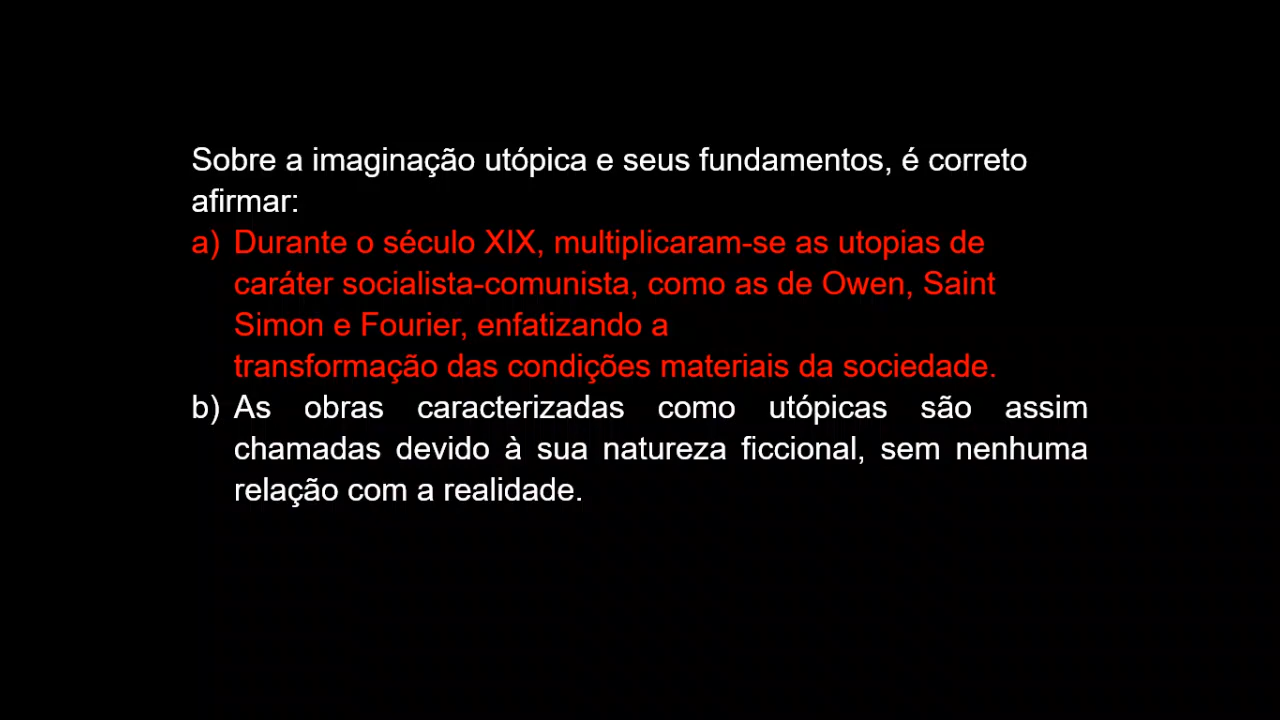 Sobre a imaginação utópica e seus fundamentos, é correto
afirmar:
a) Durante o século XIX, multiplicaram-se as utopias de
caráter socialista-comunista, como as de Owen, Saint
Simon e Fourier, enfatizando a
transformação das condições materiais da sociedade.
b) As obras caracterizadas como utópicas são assim
chamadas devido à sua natureza ficcional, sem nenhuma
relação com a realidade.